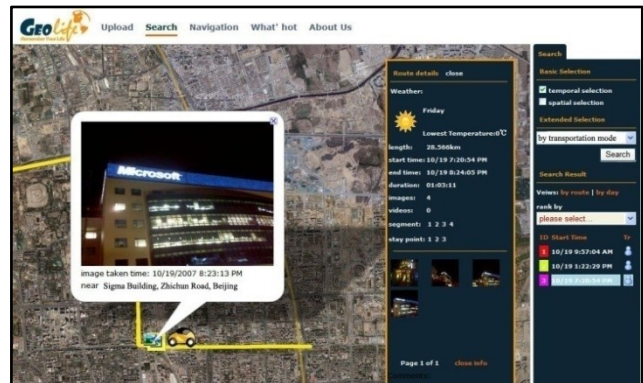 GEOlife
Upload Search Navigation What' hot About Us
Microsoft
image taken time: 10/19/2007 8:23:13 PM
near Sigma Building, Zhichun Road, Beijing
Route details close
Weather:
Friday
Lowest Temperature:0℃
length: 28.566km
start time: 10/19 7:20:54 PM
end time: 10/19 8:24:05 PM
duration: 01:03:11
images: 4
videos: 0
segment: 1 2 3 4
stay point: 1 2 3
Page 1 of 1 close info
Search
Basic Selection
temporal selection
spatial selection
Extended Selection
by transportation mode
Search
Search Result
Veiws: by route | by day
rank by
please select...
ID Start Time Tr
1 10/19 9:57:04 AM
10/19 1:22:29 PM
3 10/19 7:20:54 PM